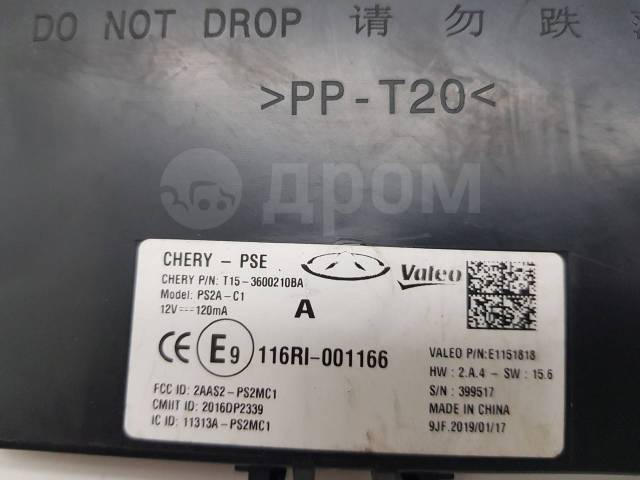 DO NOT DROP 请勿跌
>PP-T20<
дром
CHERY - PSE
CHERY P/N: T15-3600210BA
Model: PS2A-C1
12V⎓120mA
A
Valeo
CE E9 116RI-001166
FCC ID: 2AAS2-PS2MC1
CMIIT ID: 2016DP2339
IC ID: 11313A-PS2MC1
VALEO P/N:E1151818
HW : 2.A.4 - SW : 15.6
S/N : 399517
MADE IN CHINA
9JF.2019/01/17